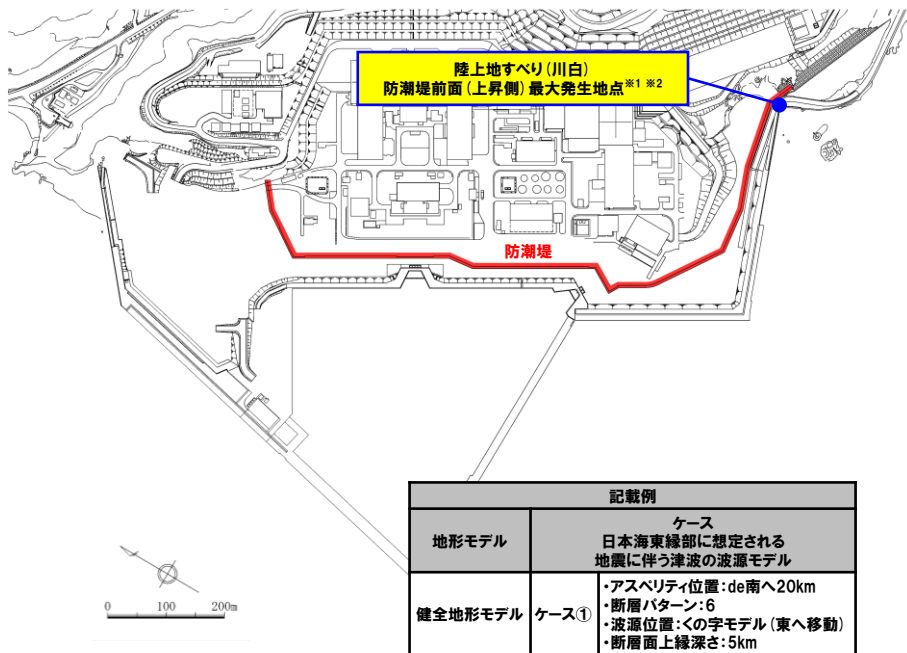 陸上地すべり(川白)
防潮堤前面(上昇側)最大発生地点※1 ※2
防潮堤
0 100 200m
記載例
地形モデル
ケース
日本海東縁部に想定される
地震に伴う津波の波源モデル
健全地形モデル
ケース①
・アスペリティ位置:de南へ20km
・断層パターン:6
・波源位置:くの字モデル(東へ移動)
・断層面上縁深さ:5km